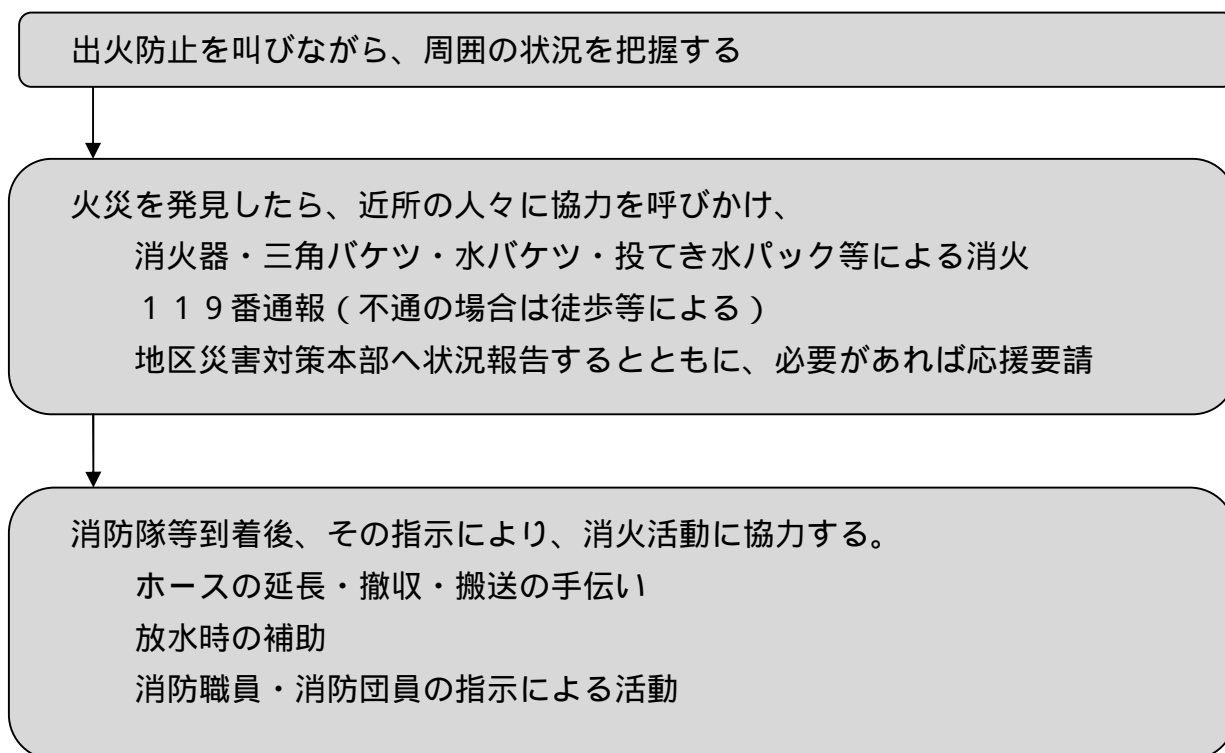 出火防止を叫びながら、周囲の状況を把握する
火災を発見したら、近所の人々に協力を呼びかけ、
消火器・三角バケツ・水バケツ・投てき水パック等による消火
１１９番通報（不通の場合は徒歩等による）
地区災害対策本部へ状況報告するとともに、必要があれば応援要請
消防隊等到着後、その指示により、消火活動に協力する。
ホースの延長・撤収・搬送の手伝い
放水時の補助
消防職員・消防団員の指示による活動